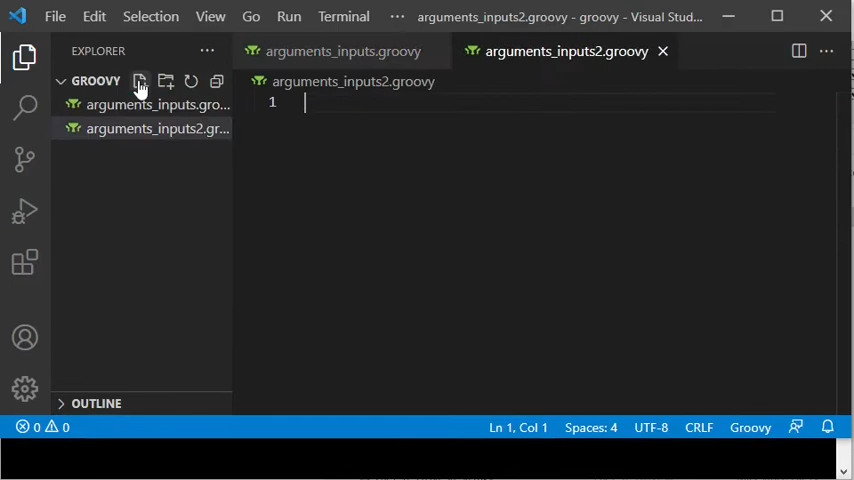 File Edit Selection View Go Run Terminal ··· arguments_inputs2.groovy - groovy - Visual Stud...
EXPLORER ···
arguments_inputs.groovy arguments_inputs2.groovy
GROOVY
arguments_inputs2.groovy
arguments_inputs.gro...
1
arguments_inputs2.gr...
OUTLINE
0 0 Ln 1, Col 1 Spaces: 4 UTF-8 CRLF Groovy